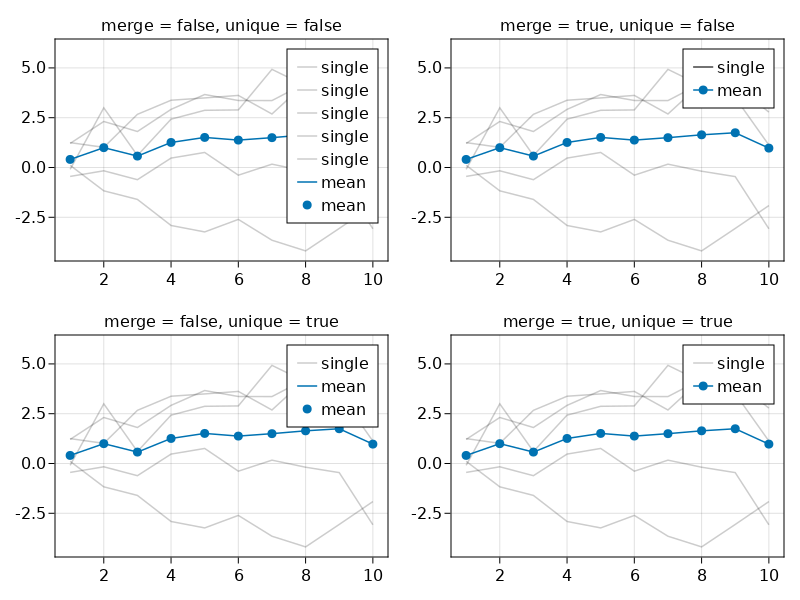 merge = false, unique = false
5.0
2.5
0.0
-2.5
2 4 6 8 10
single
single
single
single
single
mean
mean
merge = true, unique = false
5.0
2.5
0.0
-2.5
2 4 6 8 10
single
mean
merge = false, unique = true
5.0
2.5
0.0
-2.5
2 4 6 8 10
single
mean
mean
merge = true, unique = true
5.0
2.5
0.0
-2.5
2 4 6 8 10
single
mean